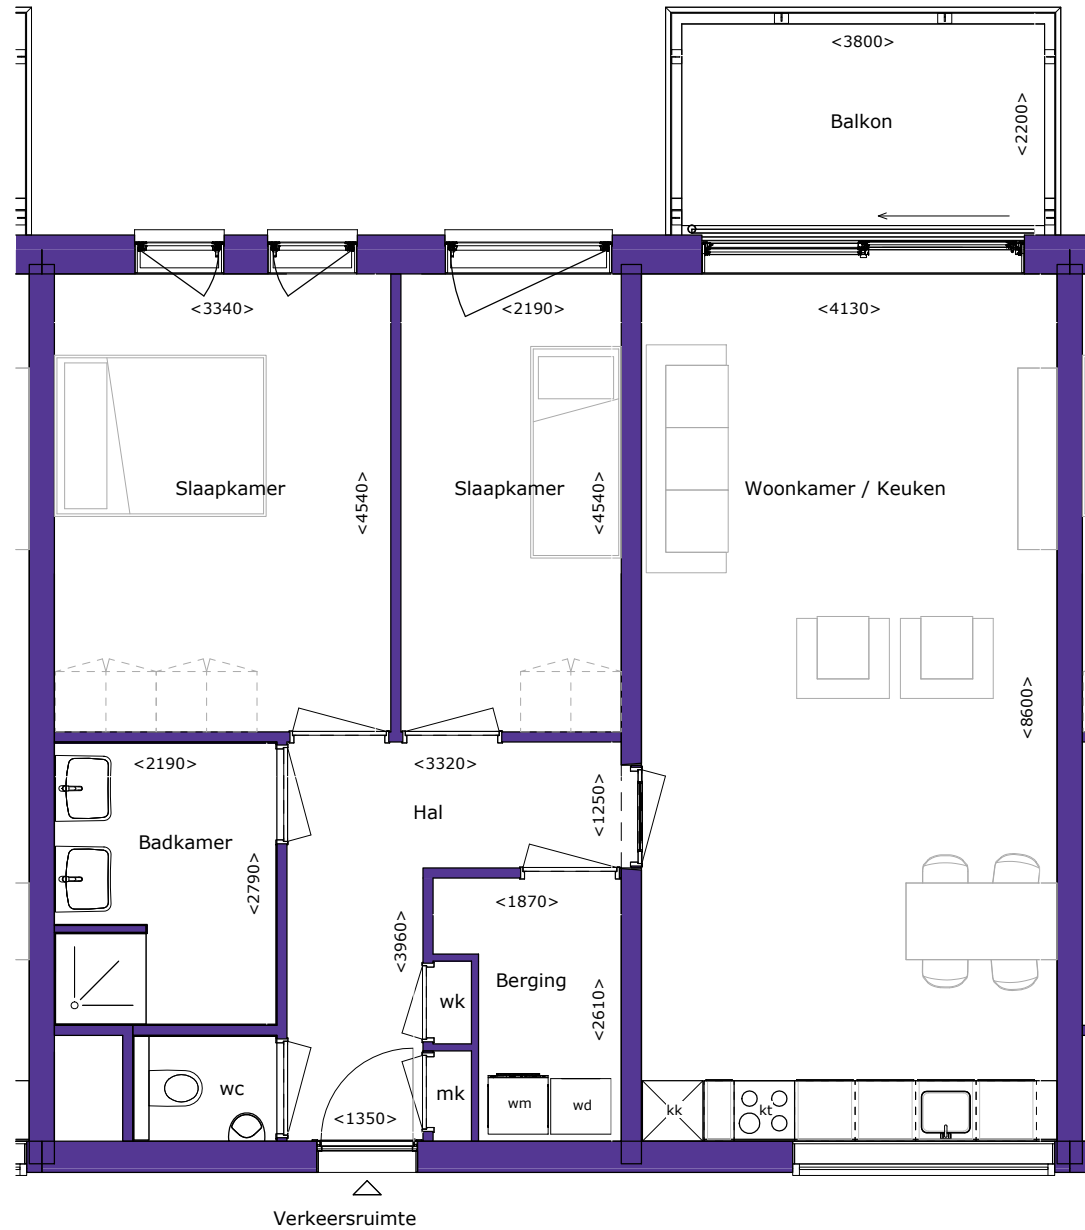 <3800>
<2200>
Balkon
<3340>
<2190>
<4130>
Slaapkamer
<4540>
Slaapkamer
<4540>
Woonkamer / Keuken
<8600>
<2190>
<3320>
<1250>
Hal
Badkamer
<2790>
<1870>
<3960>
Berging
wk
<2610>
wc
mk
wm
wd
kk
kt
<1350>
Verkeersruimte